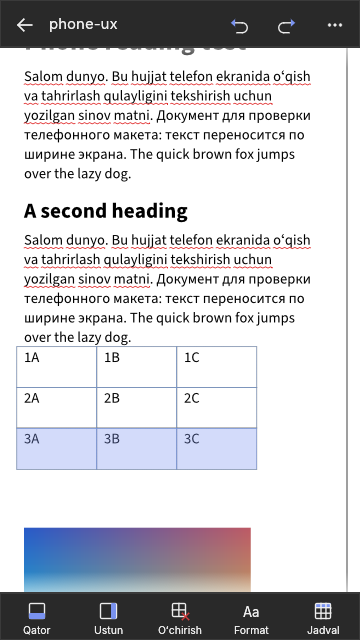 phone-ux
Phone reading test
Salom dunyo. Bu hujjat telefon ekranida oʻqish
va tahrirlash qulayligini tekshirish uchun
yozilgan sinov matni. Документ для проверки
телефонного макета: текст переносится по
ширине экрана. The quick brown fox jumps
over the lazy dog.
A second heading
Salom dunyo. Bu hujjat telefon ekranida oʻqish
va tahrirlash qulayligini tekshirish uchun
yozilgan sinov matni. Документ для проверки
телефонного макета: текст переносится по
ширине экрана. The quick brown fox jumps
over the lazy dog.
1A 1B 1C
2A 2B 2C
3A 3B 3C
Aa
Qator Ustun Oʻchirish Format Jadval